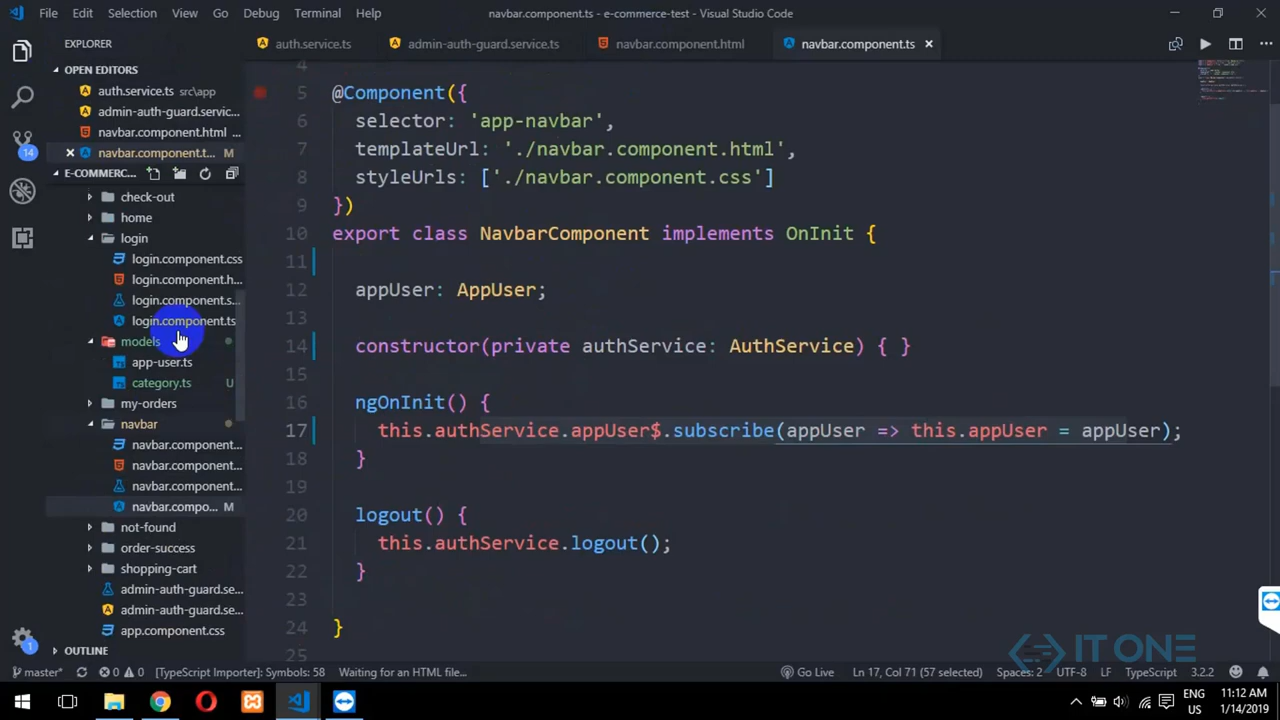 File Edit Selection View Go Debug Terminal Help navbar.component.ts - e-commerce-test - Visual Studio Code
EXPLORER
auth.service.ts admin-auth-guard.service.ts navbar.component.html navbar.component.ts
OPEN EDITORS
auth.service.ts src\app
admin-auth-guard.servic...
navbar.component.html ...
navbar.component.t... M
E-COMMERC...
check-out
home
login
login.component.css
login.component.h...
login.component.s...
login.component.ts
models
app-user.ts
category.ts U
my-orders
navbar
navbar.component...
navbar.component...
navbar.component...
navbar.compo... M
not-found
order-success
shopping-cart
admin-auth-guard.se...
admin-auth-guard.se...
app.component.css
OUTLINE
14
1
4
5 @Component({
6 selector: 'app-navbar',
7 templateUrl: './navbar.component.html',
8 styleUrls: ['./navbar.component.css']
9 })
10 export class NavbarComponent implements OnInit {
11
12 appUser: AppUser;
13
14 constructor(private authService: AuthService) { }
15
16 ngOnInit() {
17 this.authService.appUser$.subscribe(appUser => this.appUser = appUser);
18 }
19
20 logout() {
21 this.authService.logout();
22 }
23
24 }
25
IT ONE
master* 0 0 [TypeScript Importer]: Symbols: 58 Waiting for an HTML file... Go Live Ln 17, Col 71 (57 selected) Spaces: 2 UTF-8 LF TypeScript 3.2.2
ENG
US
11:12 AM
1/14/2019